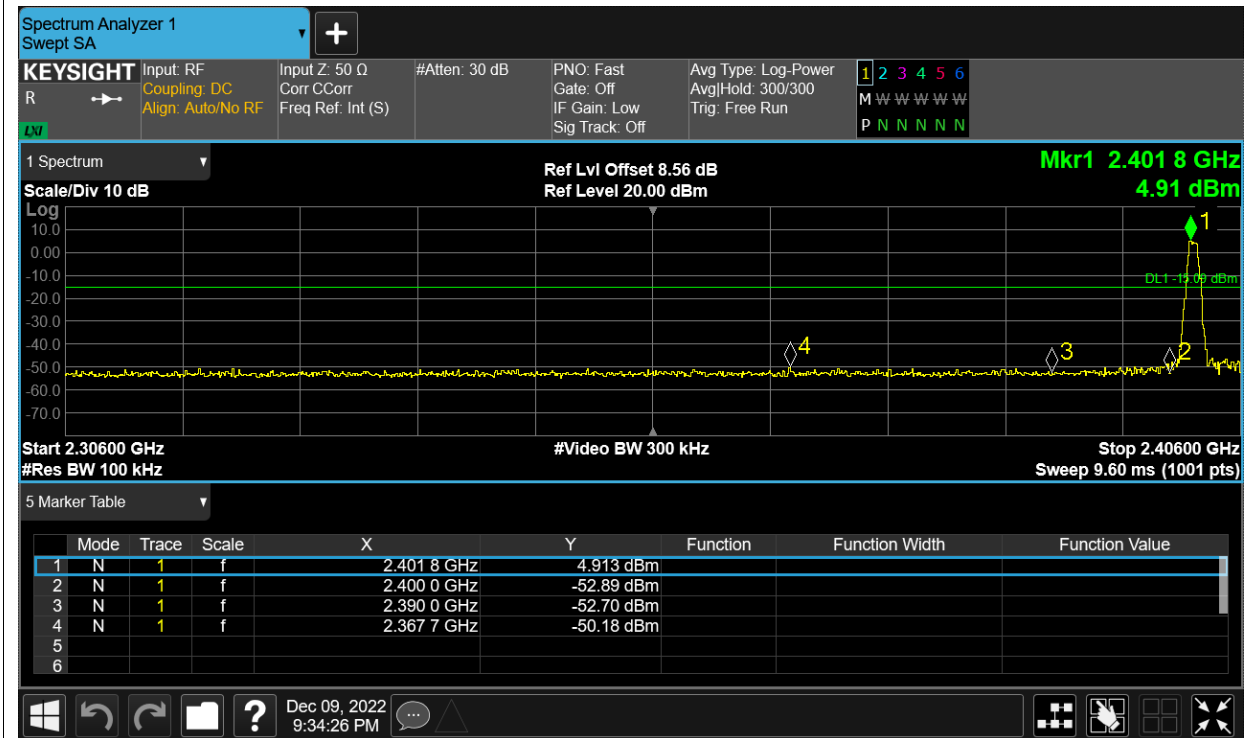 Spectrum Analyzer 1
Swept SA
+
KEYSIGHT Input: RF Input Z: 50 Ω #Atten: 30 dB PNO: Fast Avg Type: Log-Power 1 2 3 4 5 6
R Coupling: DC Corr CCorr Gate: Off Avg|Hold: 300/300 M W W W W W W
Align: Auto/No RF Freq Ref: Int (S) IF Gain: Low Trig: Free Run
LXI Sig Track: Off P N N N N N N
1 Spectrum
Ref Lvl Offset 8.56 dB Mkr1 2.401 8 GHz
Scale/Div 10 dB Ref Level 20.00 dBm 4.91 dBm
Log
1
10.0
0.00
-10.0
DL1 -15.09 dBm
-20.0
-30.0
-40.0
4 3 2
-50.0
-60.0
-70.0
Start 2.30600 GHz #Video BW 300 kHz Stop 2.40600 GHz
#Res BW 100 kHz Sweep 9.60 ms (1001 pts)
5 Marker Table
Mode Trace Scale X Y Function Function Width Function Value
1 N 1 f 2.401 8 GHz 4.913 dBm
2 N 1 f 2.400 0 GHz -52.89 dBm
3 N 1 f 2.390 0 GHz -52.70 dBm
4 N 1 f 2.367 7 GHz -50.18 dBm
5
6
? Dec 09, 2022
9:34:26 PM